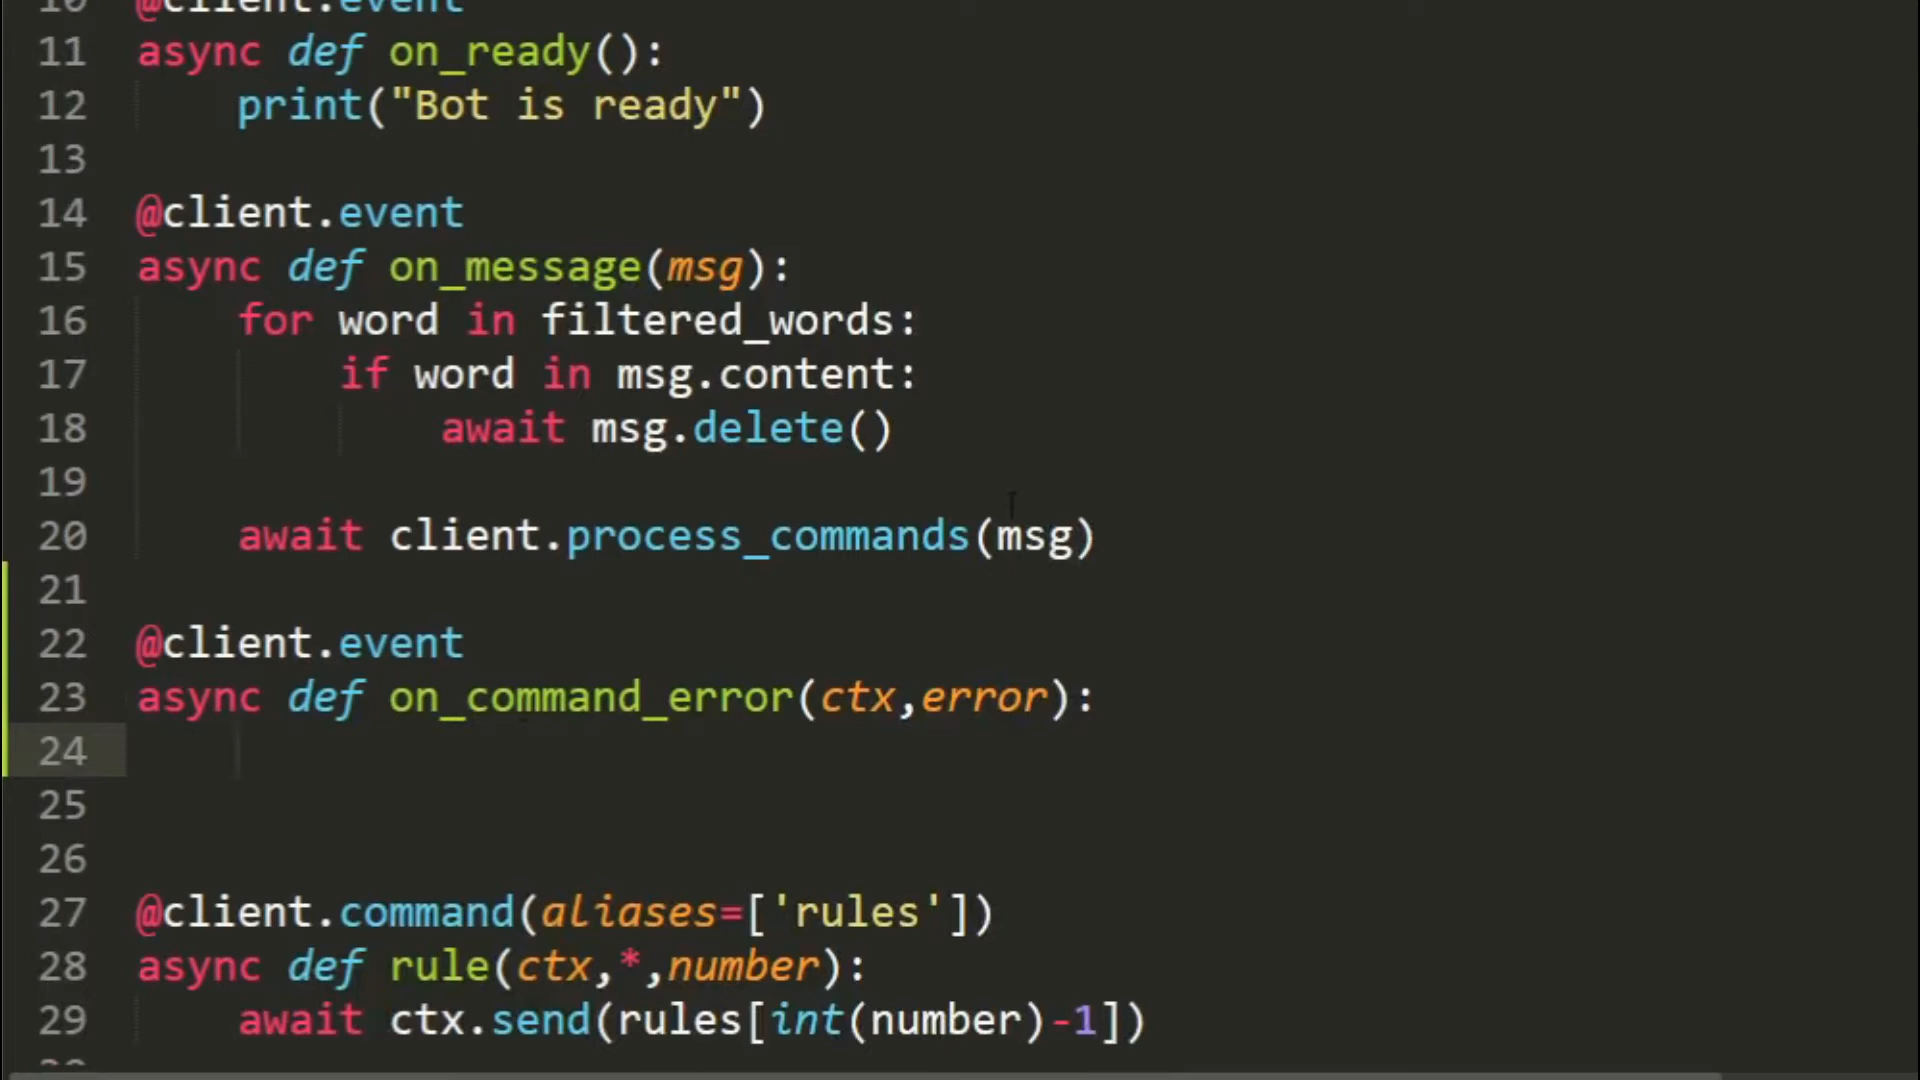 10 @client.event
11 async def on_ready():
12     print("Bot is ready")
13
14 @client.event
15 async def on_message(msg):
16     for word in filtered_words:
17         if word in msg.content:
18             await msg.delete()
19
20     await client.process_commands(msg)
21
22 @client.event
23 async def on_command_error(ctx,error):
24
25
26
27 @client.command(aliases=['rules'])
28 async def rule(ctx,*,number):
29     await ctx.send(rules[int(number)-1])